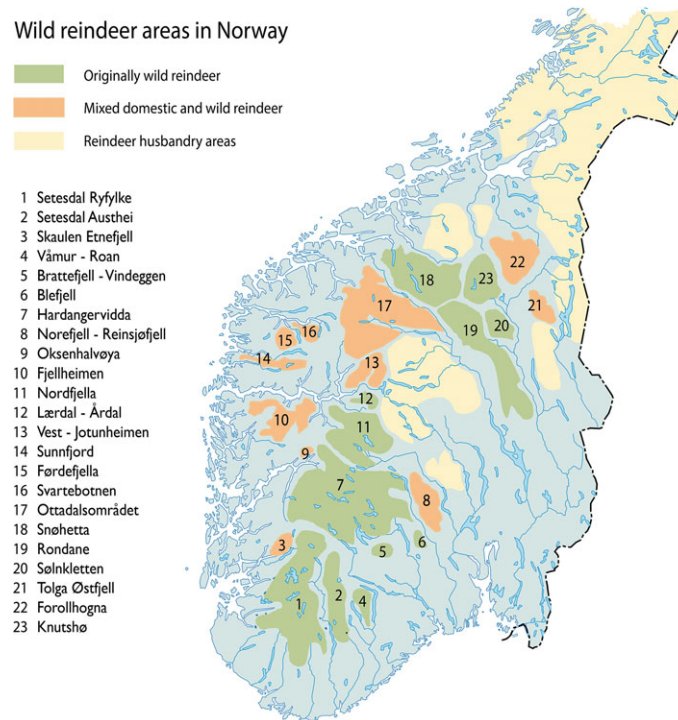 Wild reindeer areas in Norway
Originally wild reindeer
Mixed domestic and wild reindeer
Reindeer husbandry areas
1 Setesdal Ryfylke
2 Setesdal Austhei
3 Skaulen Etnefjell
4 Våmur - Roan
5 Brattefjell - Vindeggen
6 Blefjell
7 Hardangervidda
8 Norefjell - Reinsjøfjell
9 Oksenhalvøya
10 Fjellheimen
11 Nordfjella
12 Lærdal - Årdal
13 Vest - Jotunheimen
14 Sunnfjord
15 Førdefjella
16 Svartebotnen
17 Ottadalsområdet
18 Snøhetta
19 Rondane
20 Sølnkletten
21 Tolga Østfjell
22 Forollhogna
23 Knutshø
22
18
23
17
21
19
20
16
15
14
13
12
10
11
9
7
8
6
5
3
1
2
4